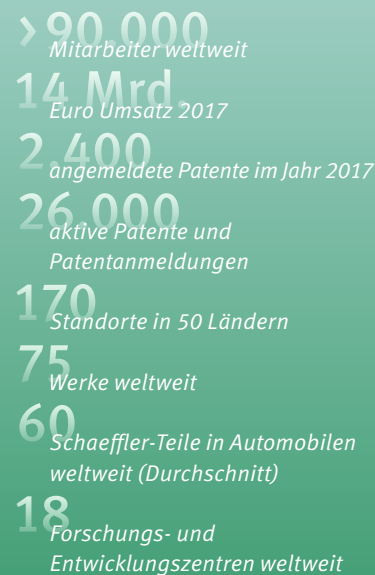 > 90.000
Mitarbeiter weltweit
14 Mrd.
Euro Umsatz 2017
2.400
angemeldete Patente im Jahr 2017
26.000
aktive Patente und
Patentanmeldungen
170
Standorte in 50 Ländern
75
Werke weltweit
60
Schaeffler-Teile in Automobilen
weltweit (Durchschnitt)
18
Forschungs- und
Entwicklungszentren weltweit